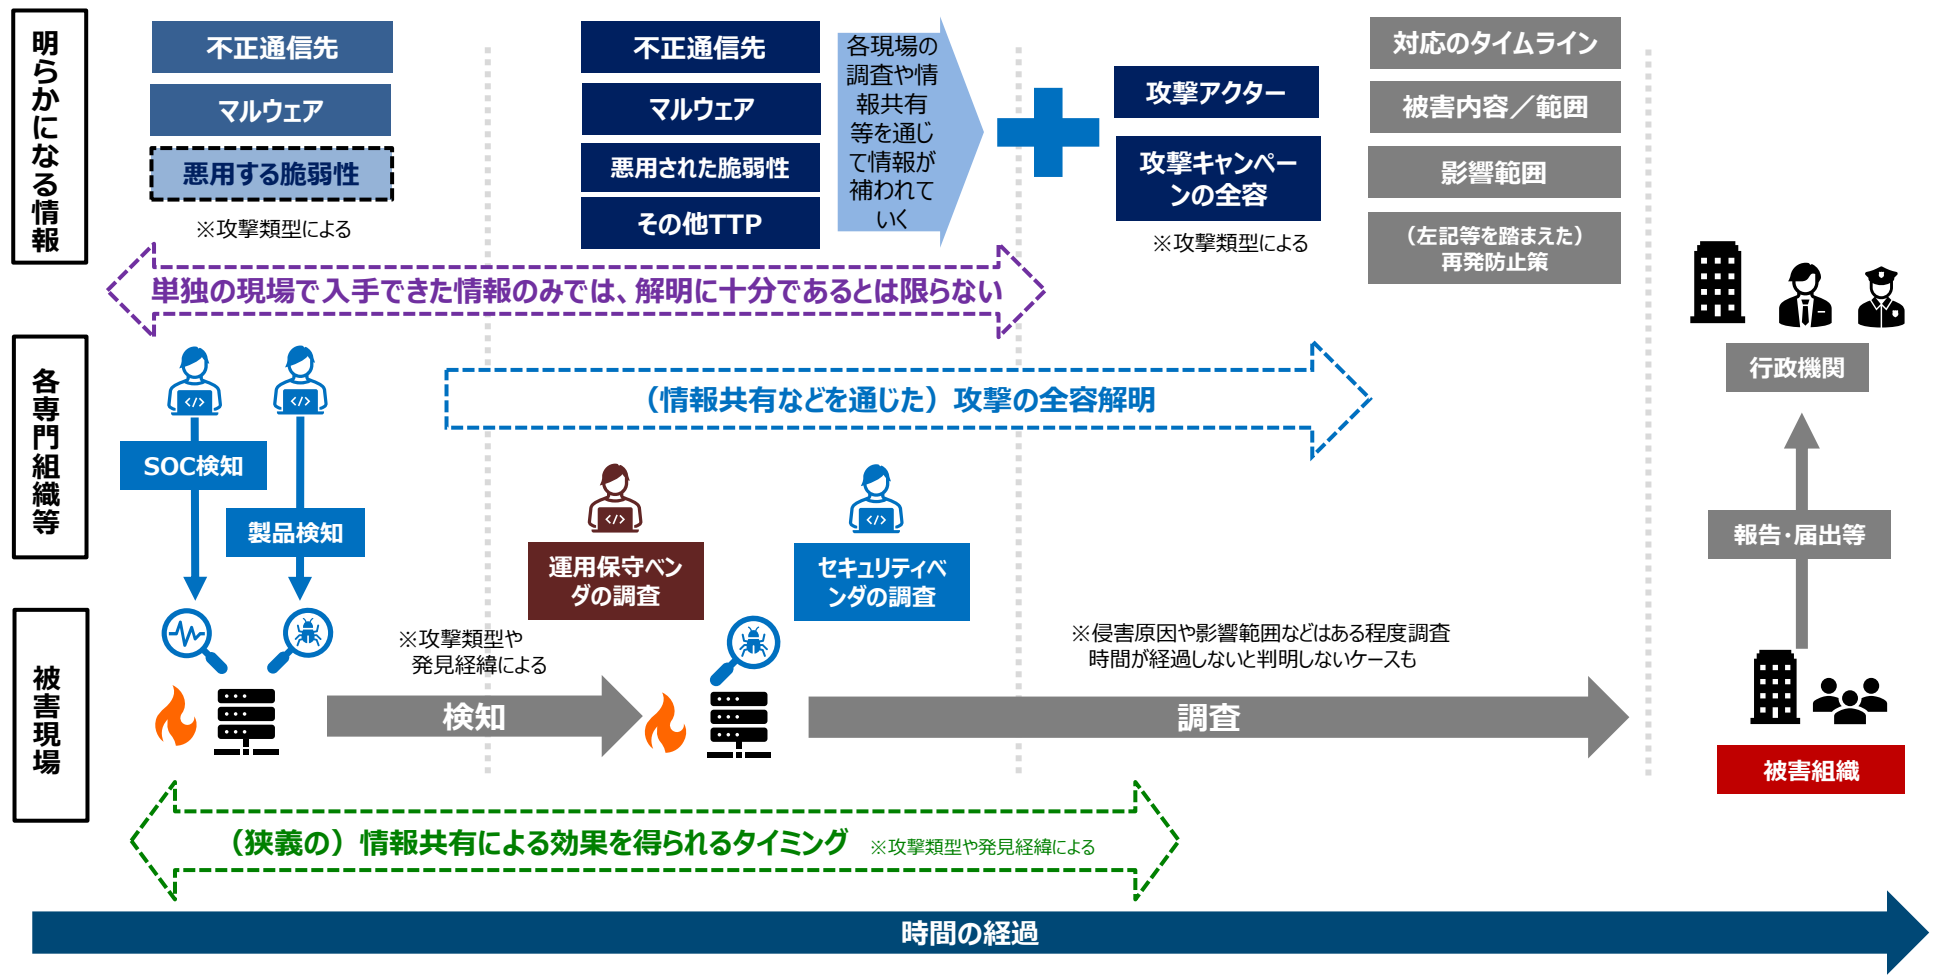 明らかになる情報
不正通信先
マルウェア
悪用する脆弱性
※攻撃類型による
不正通信先
マルウェア
悪用された脆弱性
その他TTP
各現場の
調査や情
報共有
等を通じ
て情報が
補われて
いく
攻撃アクター
攻撃キャンペー
ンの全容
※攻撃類型による
対応のタイムライン
被害内容／範囲
影響範囲
（左記等を踏まえた）
再発防止策
単独の現場で入手できた情報のみでは、解明に十分であるとは限らない
各専門組織等
（情報共有などを通じた）攻撃の全容解明
SOC検知
製品検知
運用保守ベン
ダの調査
セキュリティベ
ンダの調査
行政機関
報告・届出等
被害現場
※攻撃類型や
発見経緯による
※侵害原因や影響範囲などはある程度調査
時間が経過しないと判明しないケースも
検知
調査
被害組織
（狭義の）情報共有による効果を得られるタイミング ※攻撃類型や発見経緯による
時間の経過